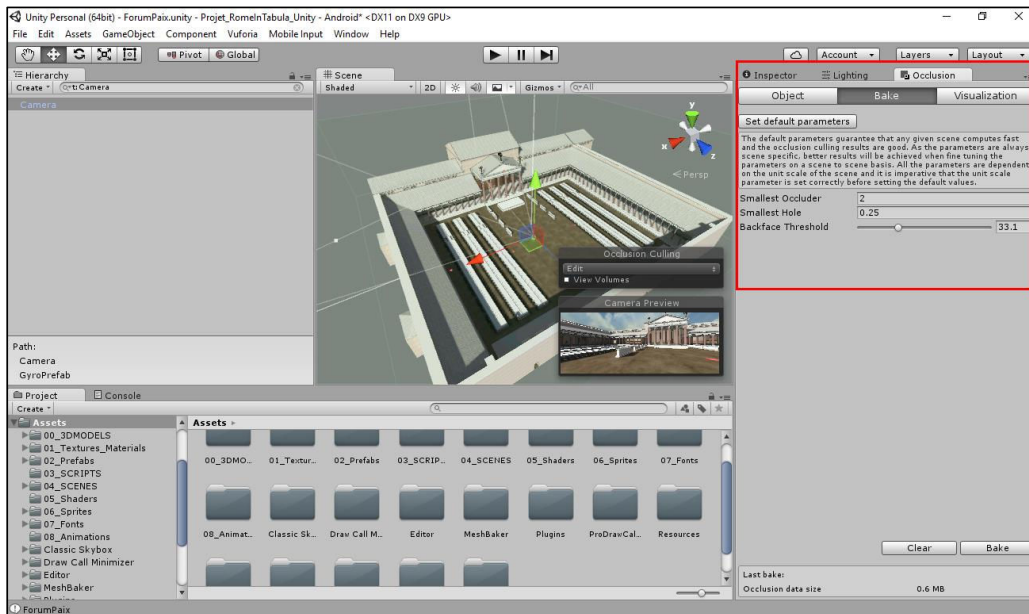 Unity Personal (64bit) - ForumPaix.unity - Projet_RomeInTabula_Unity - Android* <DX11 on DX9 GPU>
File Edit Assets GameObject Component Vuforia Mobile Input Window Help
Pivot Global Account Layers Layout
Hierarchy
Create t:Camera
Camera
Path:
Camera
GyroPrefab
Scene
Shaded 2D Gizmos All
y
x
z
Persp
Occlusion Culling
Edit
View Volumes
Camera Preview
Inspector Lighting Occlusion
Object Bake Visualization
Set default parameters
The default parameters guarantee that any given scene computes fast
and the occlusion culling results are good. As the parameters are always
scene specific, better results will be achieved when fine tuning the
parameters on a scene to scene basis. All the parameters are dependent
on the unit scale of the scene and it is imperative that the unit scale
parameter is set correctly before setting the default values.
Smallest Occluder 2
Smallest Hole 0.25
Backface Threshold 33.1
Clear Bake
Last bake:
Occlusion data size 0.6 MB
Project Console
Create
Assets
00_3DMODELS
01_Textures_Materials
02_Prefabs
03_SCRIPTS
04_SCENES
05_Shaders
06_Sprites
07_Fonts
08_Animations
Classic Skybox
Draw Call Minimizer
Editor
MeshBaker
Assets
00_3DMO... 01_Textur... 02_Prefabs 03_SCRIP... 04_SCENES 05_Shaders 06_Sprites 07_Fonts
08_Animat... Classic Sk... Draw Call M... Editor MeshBaker Plugins ProDrawCal... Resources
ForumPaix